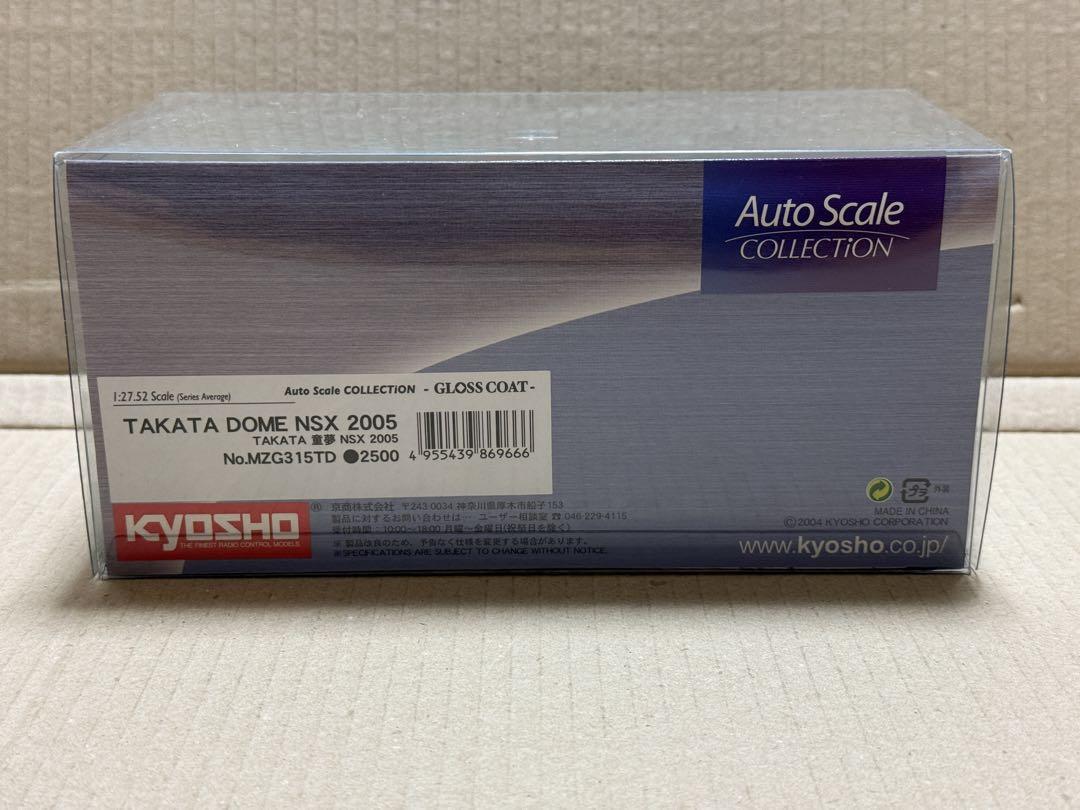 Auto Scale
COLLECTiON
1:27.52 Scale (Series Average)
Auto Scale COLLECTiON - GLOSS COAT -
TAKATA DOME NSX 2005
TAKATA 童夢 NSX 2005
No.MZG315TD ●2500
4 955439 869666
KYOSHO ®
THE FINEST RADIO CONTROL MODELS
京商株式会社 〒243-0034 神奈川県厚木市船子153
製品に対するお問い合わせは… ユーザー相談室 ☎046-229-4115
受付時間：10:00〜18:00 月曜〜金曜日(祝祭日を除く)
※製品改良のため、予告なく仕様を変更する場合があります。
※SPECIFICATIONS ARE SUBJECT TO CHANGE WITHOUT NOTICE.
プラ 外装
MADE IN CHINA
©2004 KYOSHO CORPORATION
www.kyosho.co.jp/